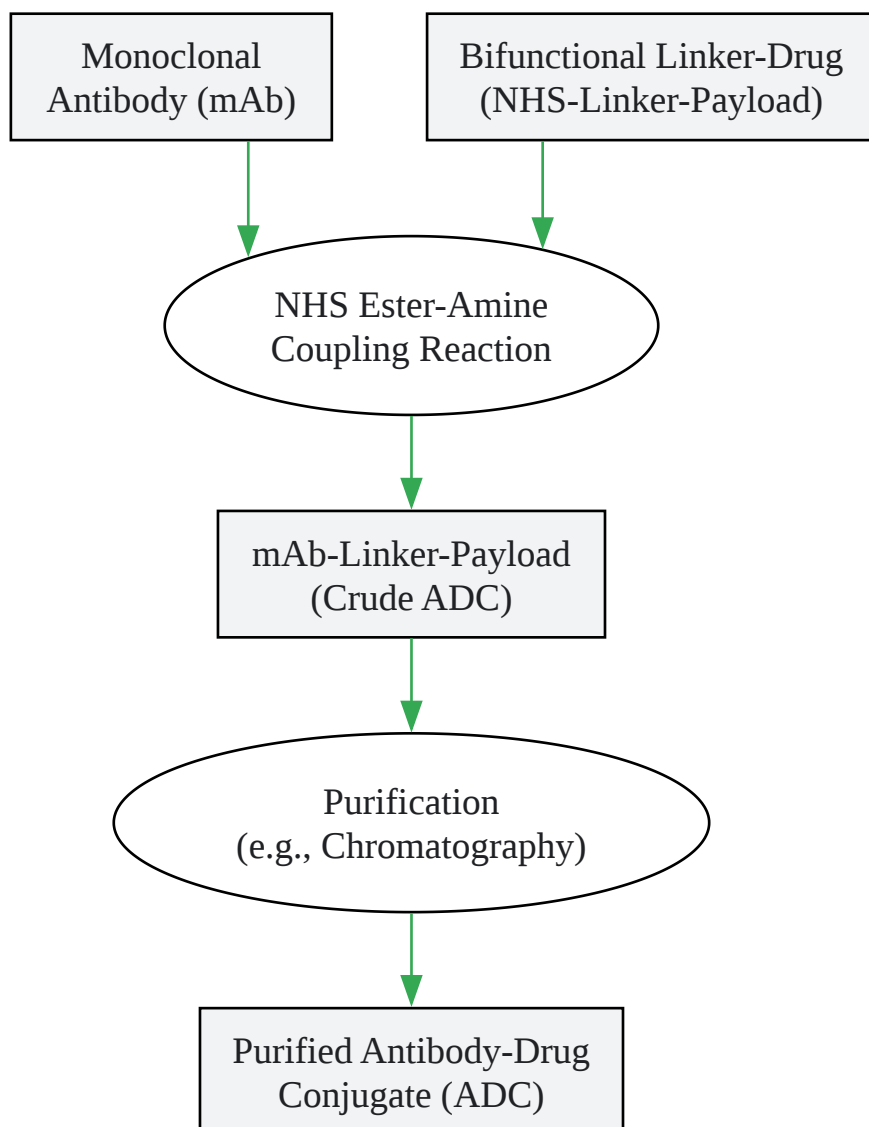 Monoclonal
Antibody (mAb)
Bifunctional Linker-Drug
(NHS-Linker-Payload)
NHS Ester-Amine
Coupling Reaction
mAb-Linker-Payload
(Crude ADC)
Purification
(e.g., Chromatography)
Purified Antibody-Drug
Conjugate (ADC)